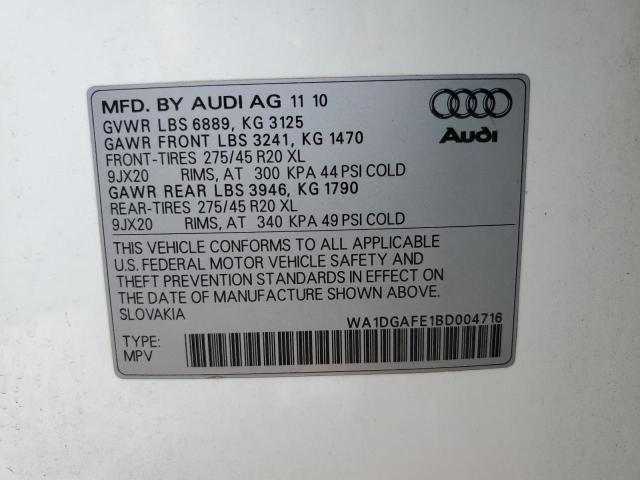 MFD. BY AUDI AG 11 10
GVWR LBS 6889, KG 3125
GAWR FRONT LBS 3241, KG 1470
FRONT-TIRES 275/45 R20 XL
9JX20 RIMS, AT 300 KPA 44 PSI COLD
GAWR REAR LBS 3946, KG 1790
REAR-TIRES 275/45 R20 XL
9JX20 RIMS, AT 340 KPA 49 PSI COLD
Audi
THIS VEHICLE CONFORMS TO ALL APPLICABLE
U.S. FEDERAL MOTOR VEHICLE SAFETY AND
THEFT PREVENTION STANDARDS IN EFFECT ON
THE DATE OF MANUFACTURE SHOWN ABOVE.
SLOVAKIA
WA1DGAFE1BD004716
TYPE:
MPV